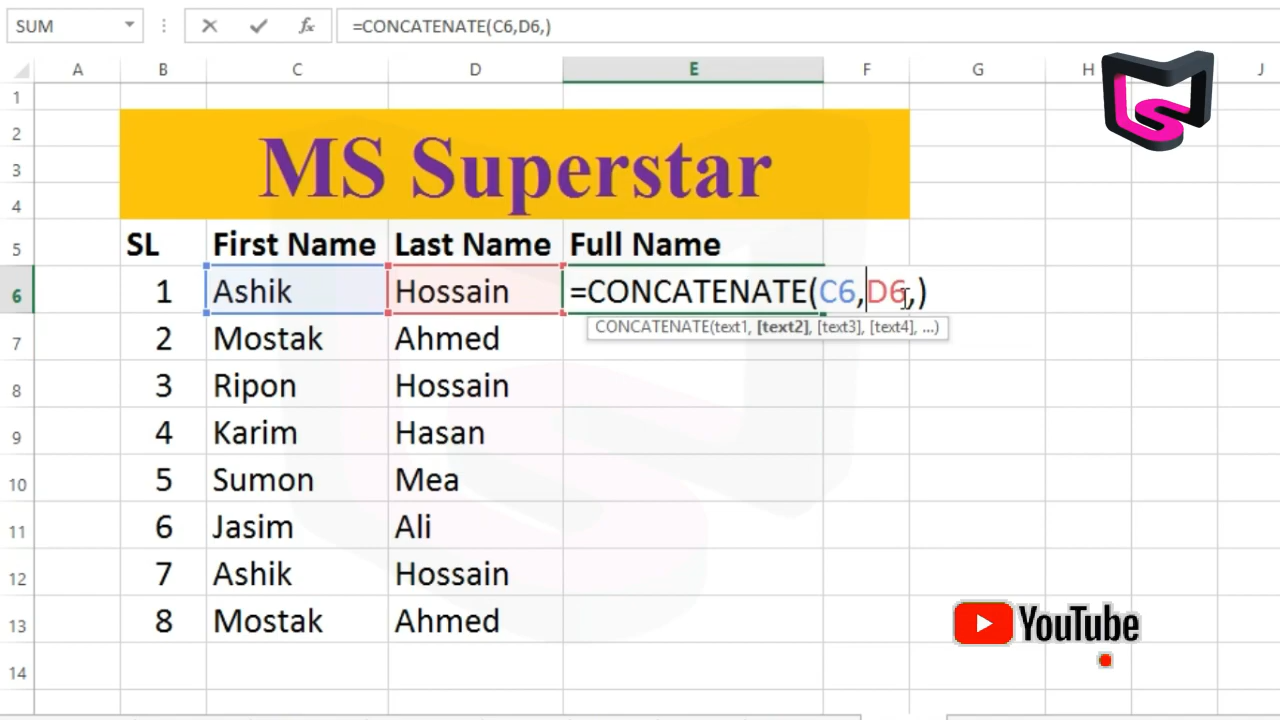 SUM =CONCATENATE(C6,D6,)
A B C D E F G H J
1
2
3 MS Superstar
4
5 SL First Name Last Name Full Name
6 1 Ashik Hossain =CONCATENATE(C6,D6,)
CONCATENATE(text1, [text2], [text3], [text4], ...)
7 2 Mostak Ahmed
8 3 Ripon Hossain
9 4 Karim Hasan
10 5 Sumon Mea
11 6 Jasim Ali
12 7 Ashik Hossain
13 8 Mostak Ahmed
YouTube
14